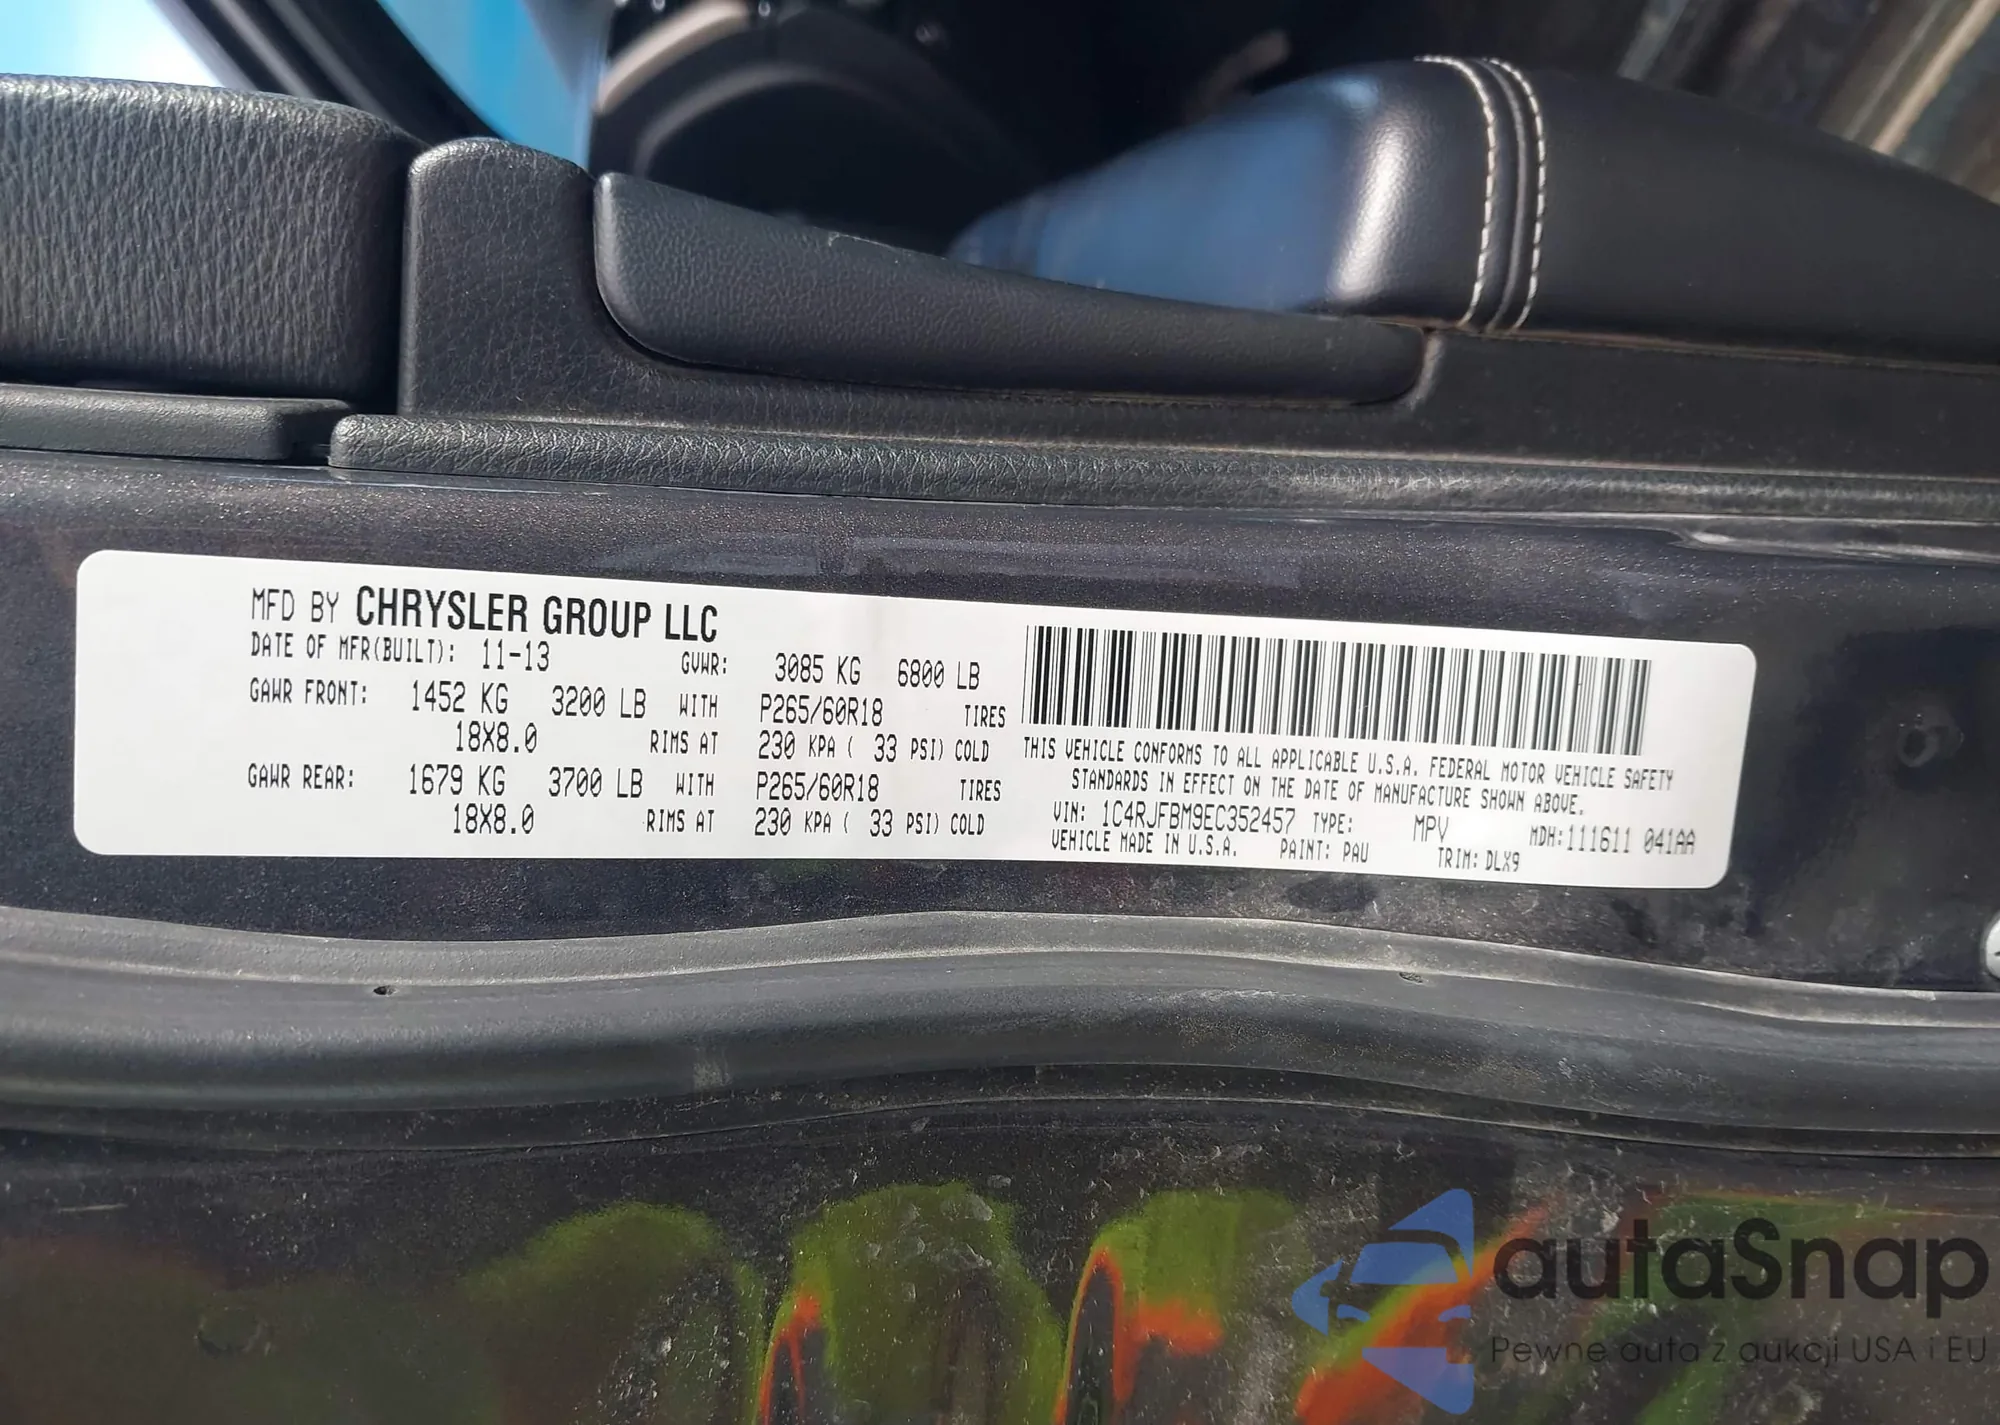 MFD BY CHRYSLER GROUP LLC
DATE OF MFR(BUILT): 11-13 GVWR: 3085 KG 6800 LB
GAWR FRONT: 1452 KG 3200 LB WITH P265/60R18 TIRES
18X8.0 RIMS AT 230 KPA ( 33 PSI) COLD
GAWR REAR: 1679 KG 3700 LB WITH P265/60R18 TIRES
18X8.0 RIMS AT 230 KPA ( 33 PSI) COLD
THIS VEHICLE CONFORMS TO ALL APPLICABLE U.S.A. FEDERAL MOTOR VEHICLE SAFETY
STANDARDS IN EFFECT ON THE DATE OF MANUFACTURE SHOWN ABOVE.
VIN: 1C4RJFBM9EC352457 TYPE: MPV MDH:111611 041AA
VEHICLE MADE IN U.S.A. PAINT: PAU TRIM: DLX9
autaSnap
Pewne auta z aukcji USA i EU